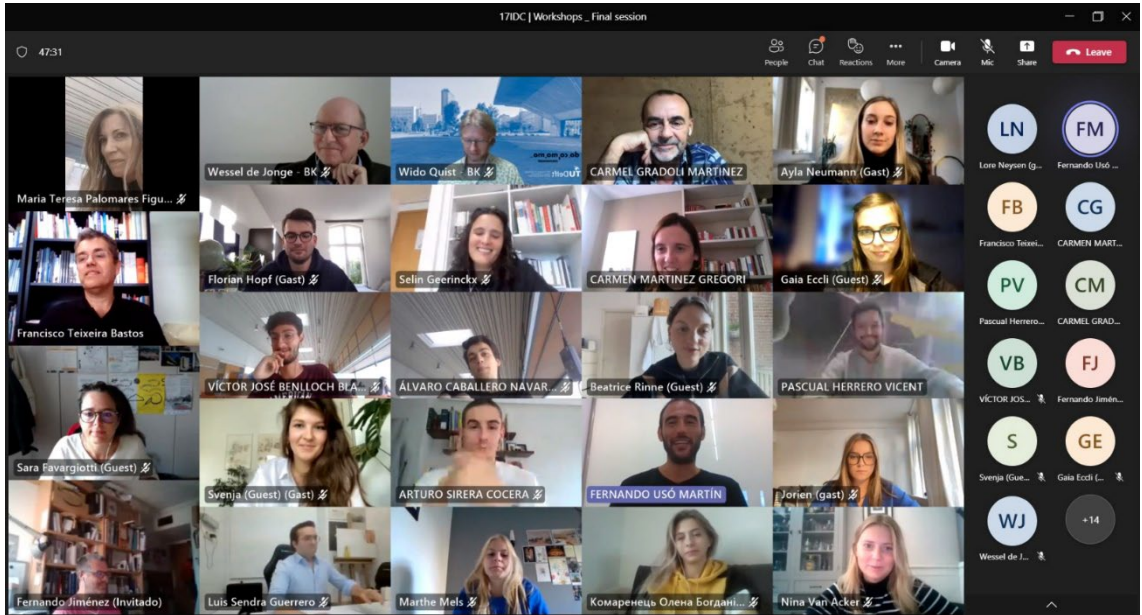 17IDC | Workshops _ Final session
47:31
People
Chat
Reactions
More
Camera
Mic
Share
Leave
Maria Teresa Palomares Figu...
Wessel de Jonge - BK
Wido Quist - BK
CARMEL GRADOLI MARTINEZ
Ayla Neumann (Gast)
Francisco Teixeira Bastos
Florian Hopf (Gast)
Selin Geerinckx
CARMEN MARTINEZ GREGORI
Gaia Eccli (Guest)
VÍCTOR JOSÉ BENLLOCH BLA...
ÁLVARO CABALLERO NAVAR...
Beatrice Rinne (Guest)
PASCUAL HERRERO VICENT
Sara Favargiotti (Guest)
Svenja (Guest) (Gast)
ARTURO SIRERA COCERA
FERNANDO USÓ MARTÍN
Jorien (gast)
Fernando Jiménez (Invitado)
Luis Sendra Guerrero
Marthe Mels
Комаренець Олена Богдані...
Nina Van Acker
LN
Lore Neysen (g...
FM
Fernando Usó ...
FB
Francisco Teixei...
CG
CARMEN MART...
PV
Pascual Herrero...
CM
CARMEL GRAD...
VB
VÍCTOR JOS...
FJ
Fernando Jimén...
S
Svenja (Gue...
GE
Gaia Eccli (...
WJ
Wessel de J...
+14